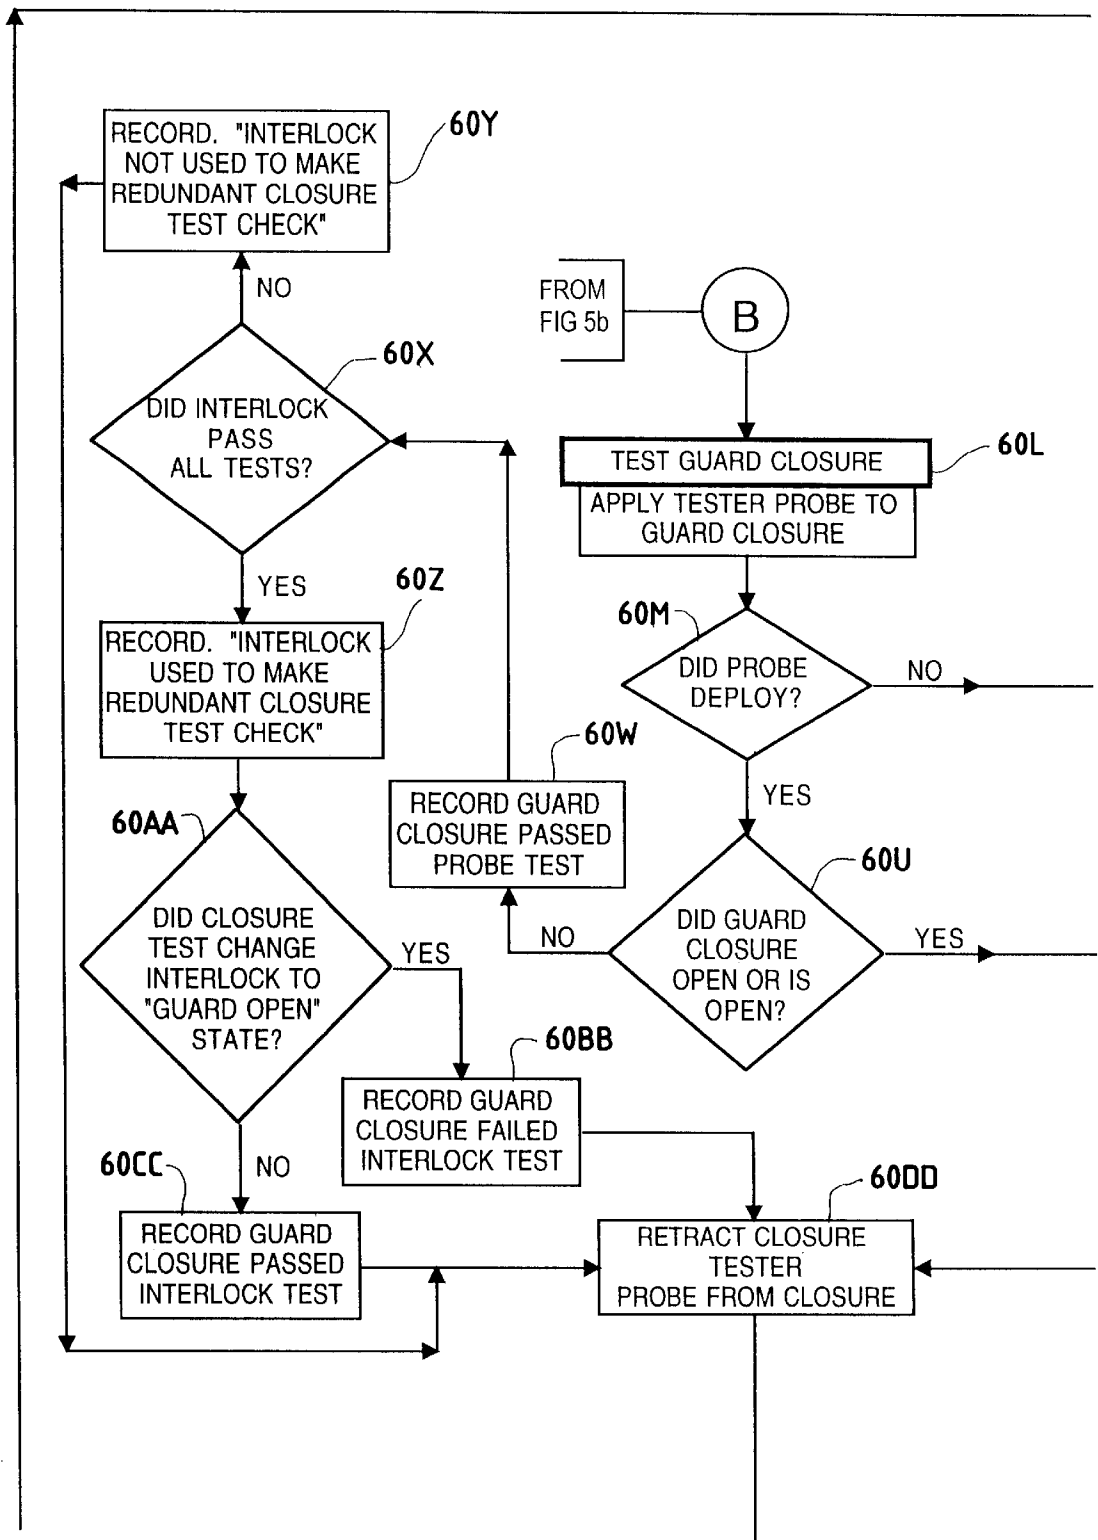 60Y
RECORD. "INTERLOCK
NOT USED TO MAKE
REDUNDANT CLOSURE
TEST CHECK"
NO
FROM
FIG 5b
B
60X
DID INTERLOCK
PASS
ALL TESTS?
60L
TEST GUARD CLOSURE
APPLY TESTER PROBE TO
GUARD CLOSURE
YES
60Z
60M
RECORD. "INTERLOCK
USED TO MAKE
REDUNDANT CLOSURE
TEST CHECK"
DID PROBE
DEPLOY?
NO
60W
YES
RECORD GUARD
CLOSURE PASSED
PROBE TEST
60AA
60U
DID CLOSURE
TEST CHANGE
INTERLOCK TO
"GUARD OPEN"
STATE?
YES
NO
DID GUARD
CLOSURE
OPEN OR IS
OPEN?
YES
60BB
RECORD GUARD
CLOSURE FAILED
INTERLOCK TEST
60CC
NO
60DD
RECORD GUARD
CLOSURE PASSED
INTERLOCK TEST
RETRACT CLOSURE
TESTER
PROBE FROM CLOSURE